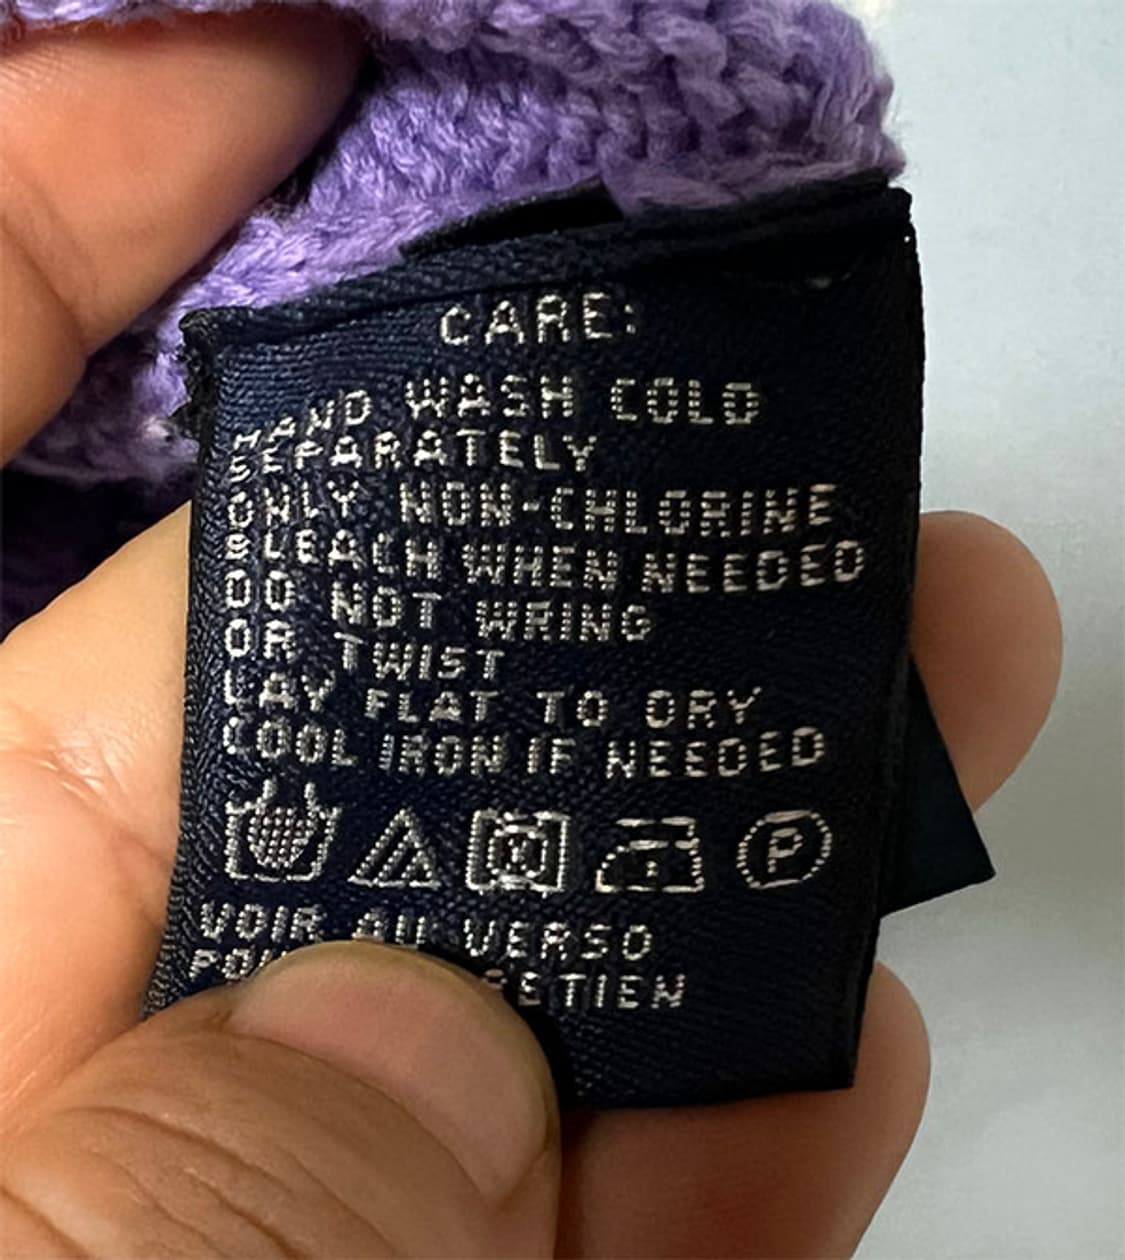 CARE:
HAND WASH COLD
SEPARATELY
ONLY NON-CHLORINE
BLEACH WHEN NEEDED
DO NOT WRING
OR TWIST
LAY FLAT TO DRY
COOL IRON IF NEEDED
P
VOIR AU VERSO